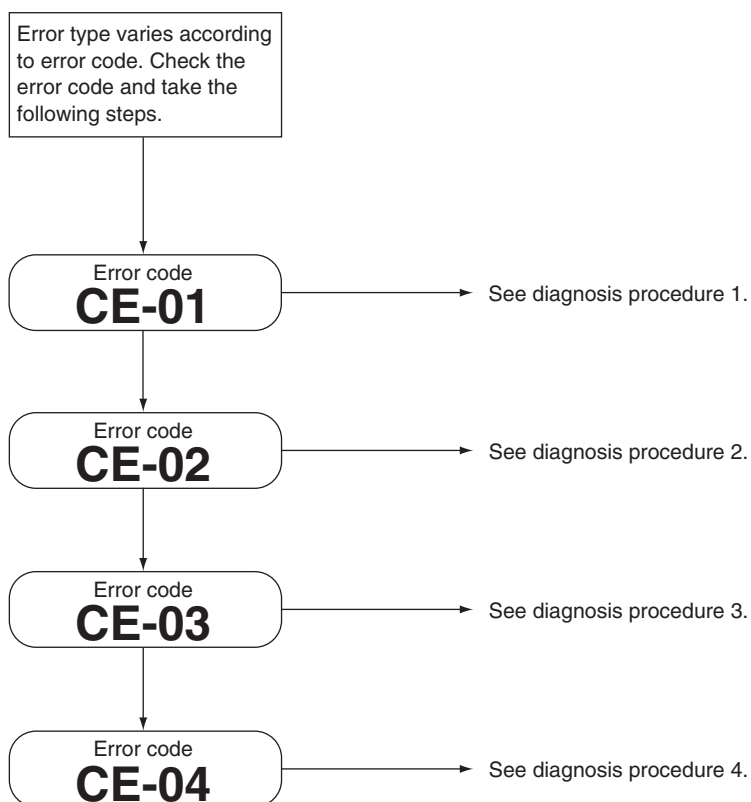 Error type varies according
to error code. Check the
error code and take the
following steps.
Error code
CE-01
See diagnosis procedure 1.
Error code
CE-02
See diagnosis procedure 2.
Error code
CE-03
See diagnosis procedure 3.
Error code
CE-04
See diagnosis procedure 4.